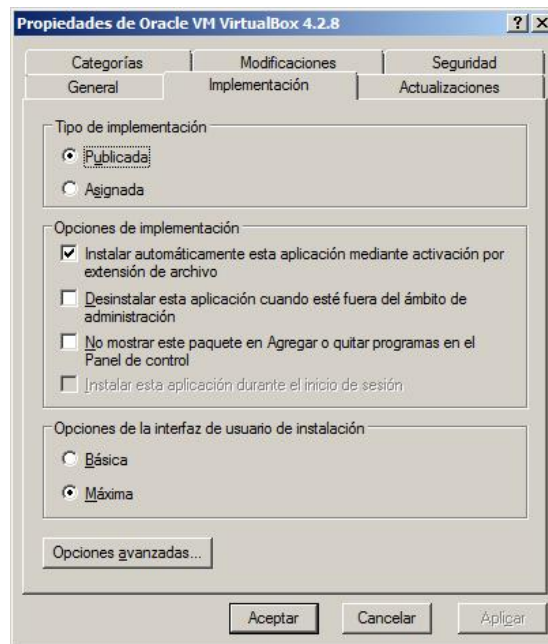 Propiedades de Oracle VM VirtualBox 4.2.8
Categorías
Modificaciones
Seguridad
General
Implementación
Actualizaciones
Tipo de implementación
Publicada
Asignada
Opciones de implementación
Instalar automáticamente esta aplicación mediante activación por
extensión de archivo
Desinstalar esta aplicación cuando esté fuera del ámbito de
administración
No mostrar este paquete en Agregar o quitar programas en el
Panel de control
Instalar esta aplicación durante el inicio de sesión
Opciones de la interfaz de usuario de instalación
Básica
Máxima
Opciones avanzadas...
Aceptar
Cancelar
Aplicar